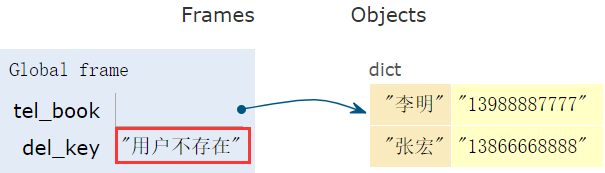 Frames Objects
Global frame
dict
tel_book
"李明" "13988887777"
del_key "用户不存在"
"张宏" "13866668888"